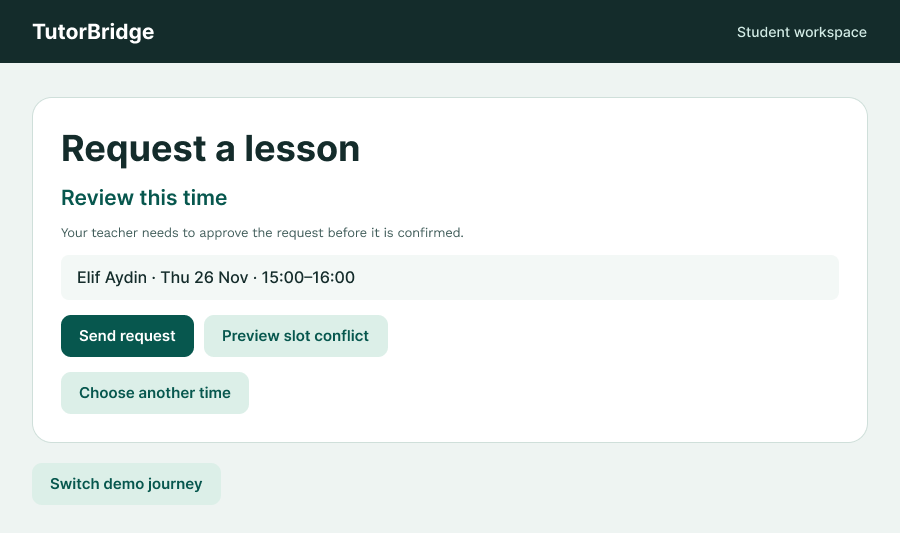 TutorBridge
Student workspace
Request a lesson
Review this time
Your teacher needs to approve the request before it is confirmed.
Elif Aydin · Thu 26 Nov · 15:00–16:00
Send request
Preview slot conflict
Choose another time
Switch demo journey